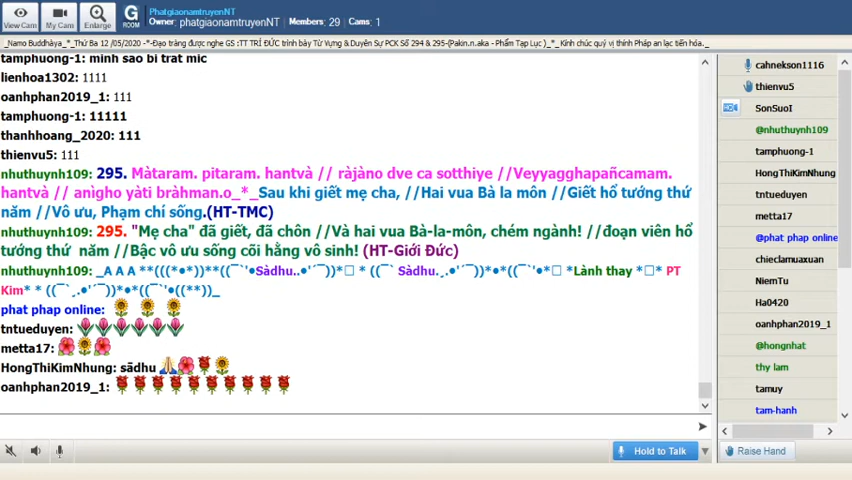 PhatgiaonamtruyenNT
Owner: phatgiaonamtruyenNT | Members: 29 | Cams: 1
View Cam My Cam Enlarge G ROOM
_Namo Buddhàya_*_Thứ Ba 12 /05/2020 -*-Đạo tràng được nghe GS :TT TRÍ ĐỨC trình bày Từ Vựng &Duyên Sự PCK Số 294 & 295-(Pakin.n.aka - Phẩm Tạp Lục )_*_ Kính chúc quý vị thính Pháp an lạc tiến hóa._
tamphuong-1: minh sao bi trat mic
lienhoa1302: 1111
oanhphan2019_1: 111
tamphuong-1: 11111
thanhhoang_2020: 111
thienvu5: 111
nhuthuynh109: 295. Màtaram. pitaram. hantvà // ràjàno dve ca sotthiye //Veyyagghapañcamam.
hantvà // anìgho yàti bràhman.o_*_Sau khi giết mẹ cha, //Hai vua Bà la môn //Giết hổ tướng thứ
năm //Vô ưu, Phạm chí sống.(HT-TMC)
nhuthuynh109: 295. "Mẹ cha" đã giết, đã chôn //Và hai vua Bà-la-môn, chém ngành! //đoạn viên hổ
tướng thứ năm //Bậc vô ưu sống cõi hằng vô sinh! (HT-Giới Đức)
nhuthuynh109: _A A A **(((*●*))**((¯`'●Sàdhu..●'´¯))*□ * ((¯` Sàdhu.¸.●'´¯))*●*((¯`'● *Lành thay *□* PT
Kim* * ((¯`¸.●'´¯))*●*((¯`'●((**))_
phat phap online:
tntueduyen:
metta17:
HongThiKimNhung: sādhu
oanhphan2019_1:
Hold to Talk
cahnekson1116
thienvu5
HD SonSuoI
@nhuthuynh109
tamphuong-1
HongThiKimNhung
tntueduyen
metta17
@phat phap online
chieclamuaxuan
NiemTu
Ha0420
oanhphan2019_1
@hongnhat
thy lam
tamuy
tam-hanh
Raise Hand